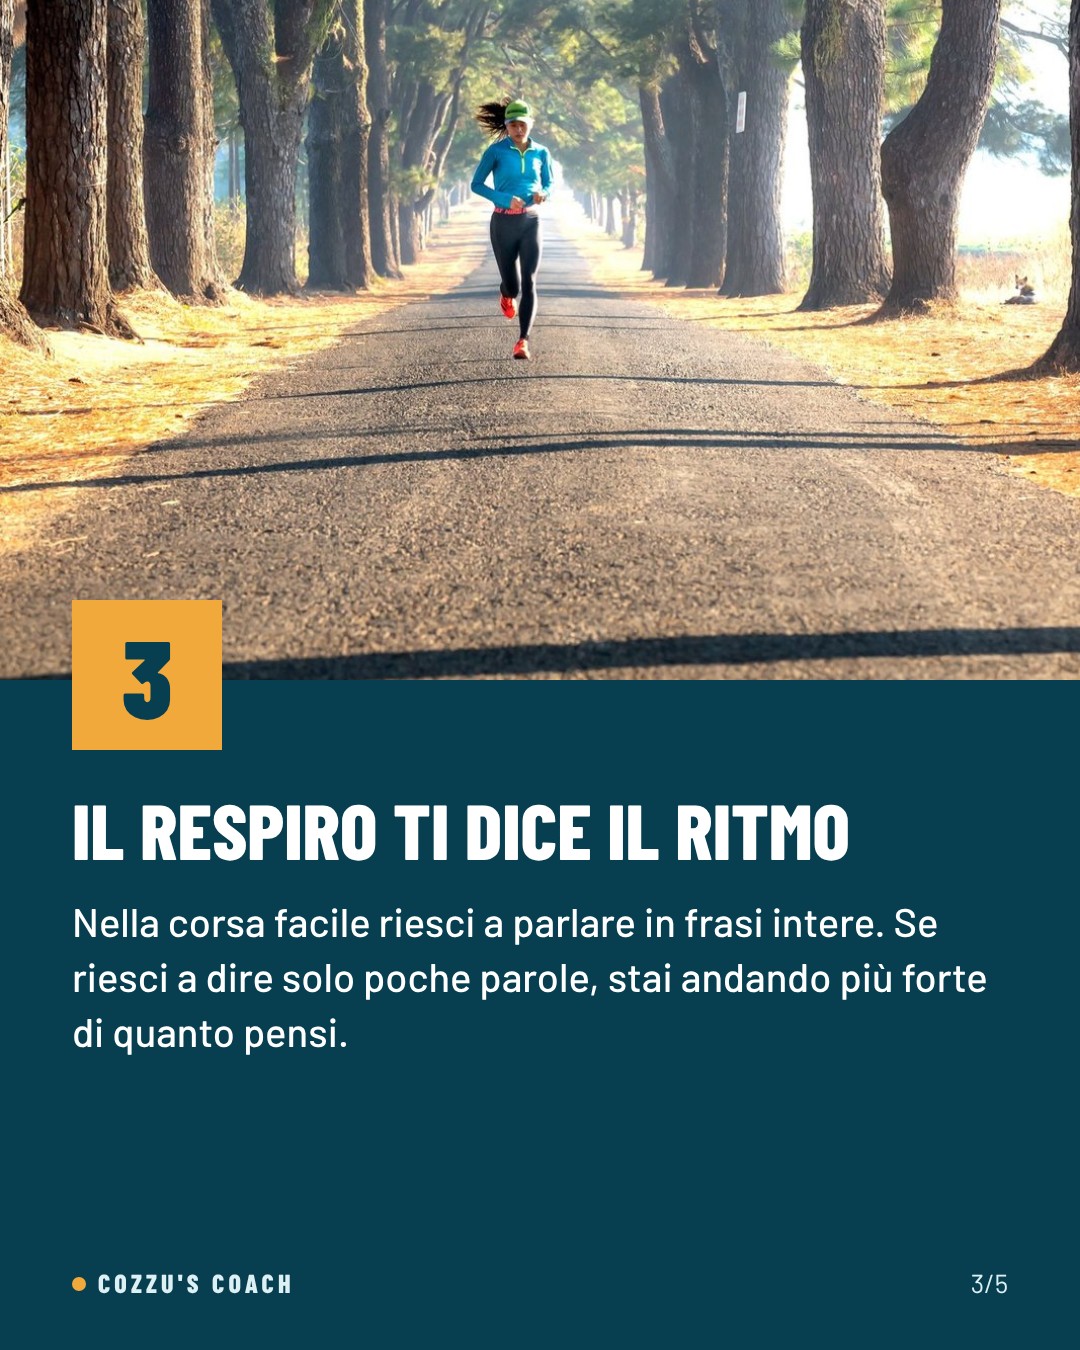 3
IL RESPIRO TI DICE IL RITMO
Nella corsa facile riesci a parlare in frasi intere. Se
riesci a dire solo poche parole, stai andando più forte
di quanto pensi.
COZZU'S COACH
3/5